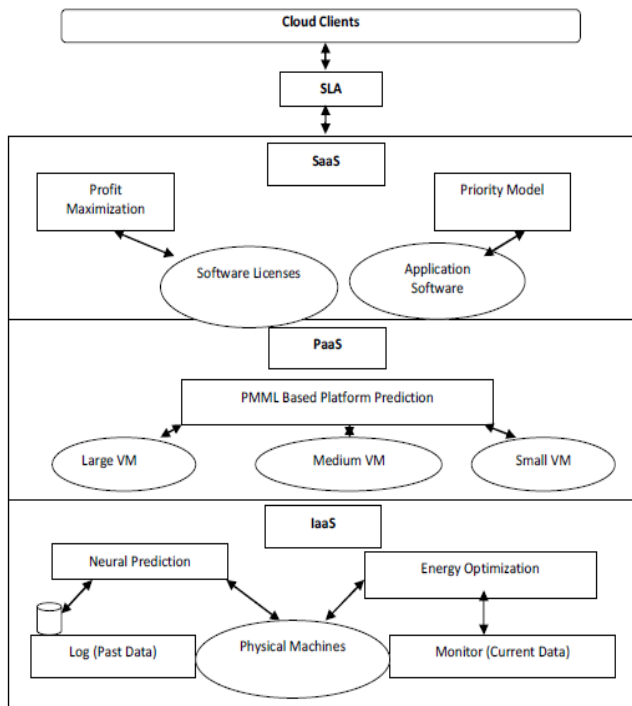 Cloud Clients
SLA
SaaS
Profit
Maximization
Priority Model
Software Licenses
Application
Software
PaaS
PMML Based Platform Prediction
Large VM
Medium VM
Small VM
IaaS
Neural Prediction
Energy Optimization
Log (Past Data)
Physical Machines
Monitor (Current Data)